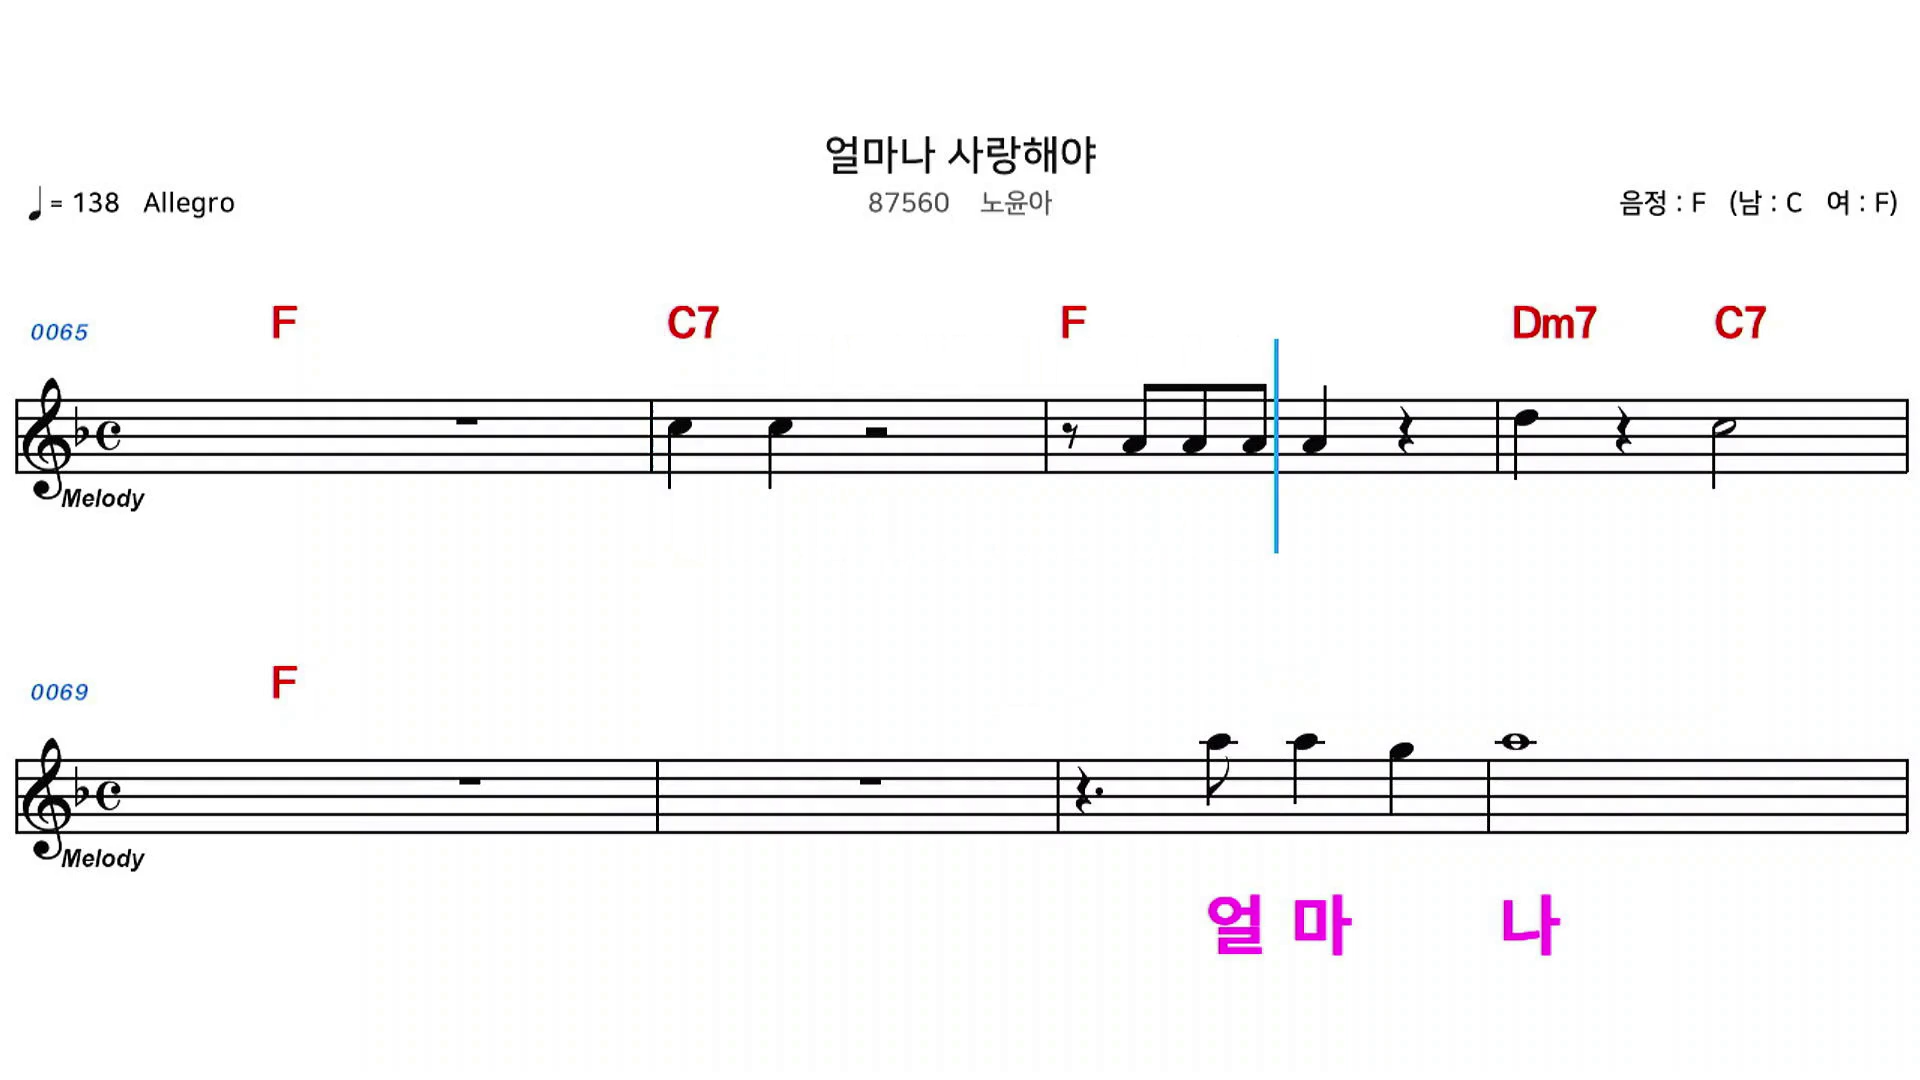 얼마나 사랑해야
= 138 Allegro
87560 노윤아
음정 : F (남 : C 여 : F)
0065 F C7 F Dm7 C7
Melody
0069 F
Melody
얼 마 나